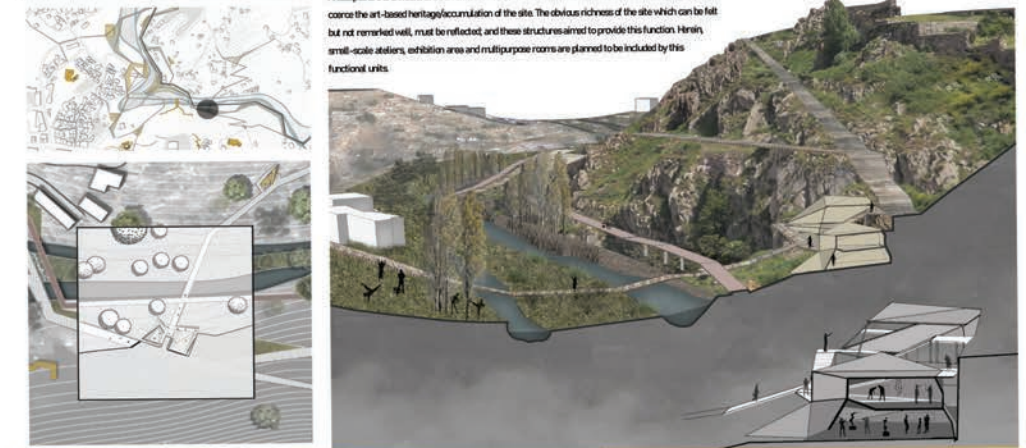 coerce the art-based heritage/accumulation of the site. The obvious richness of the site which can be felt
but not remarked well, must be reflected; and these structures aimed to provide this function. Herein,
small-scale ateliers, exhibition area and multipurpose rooms are planned to be included by this
functional units.